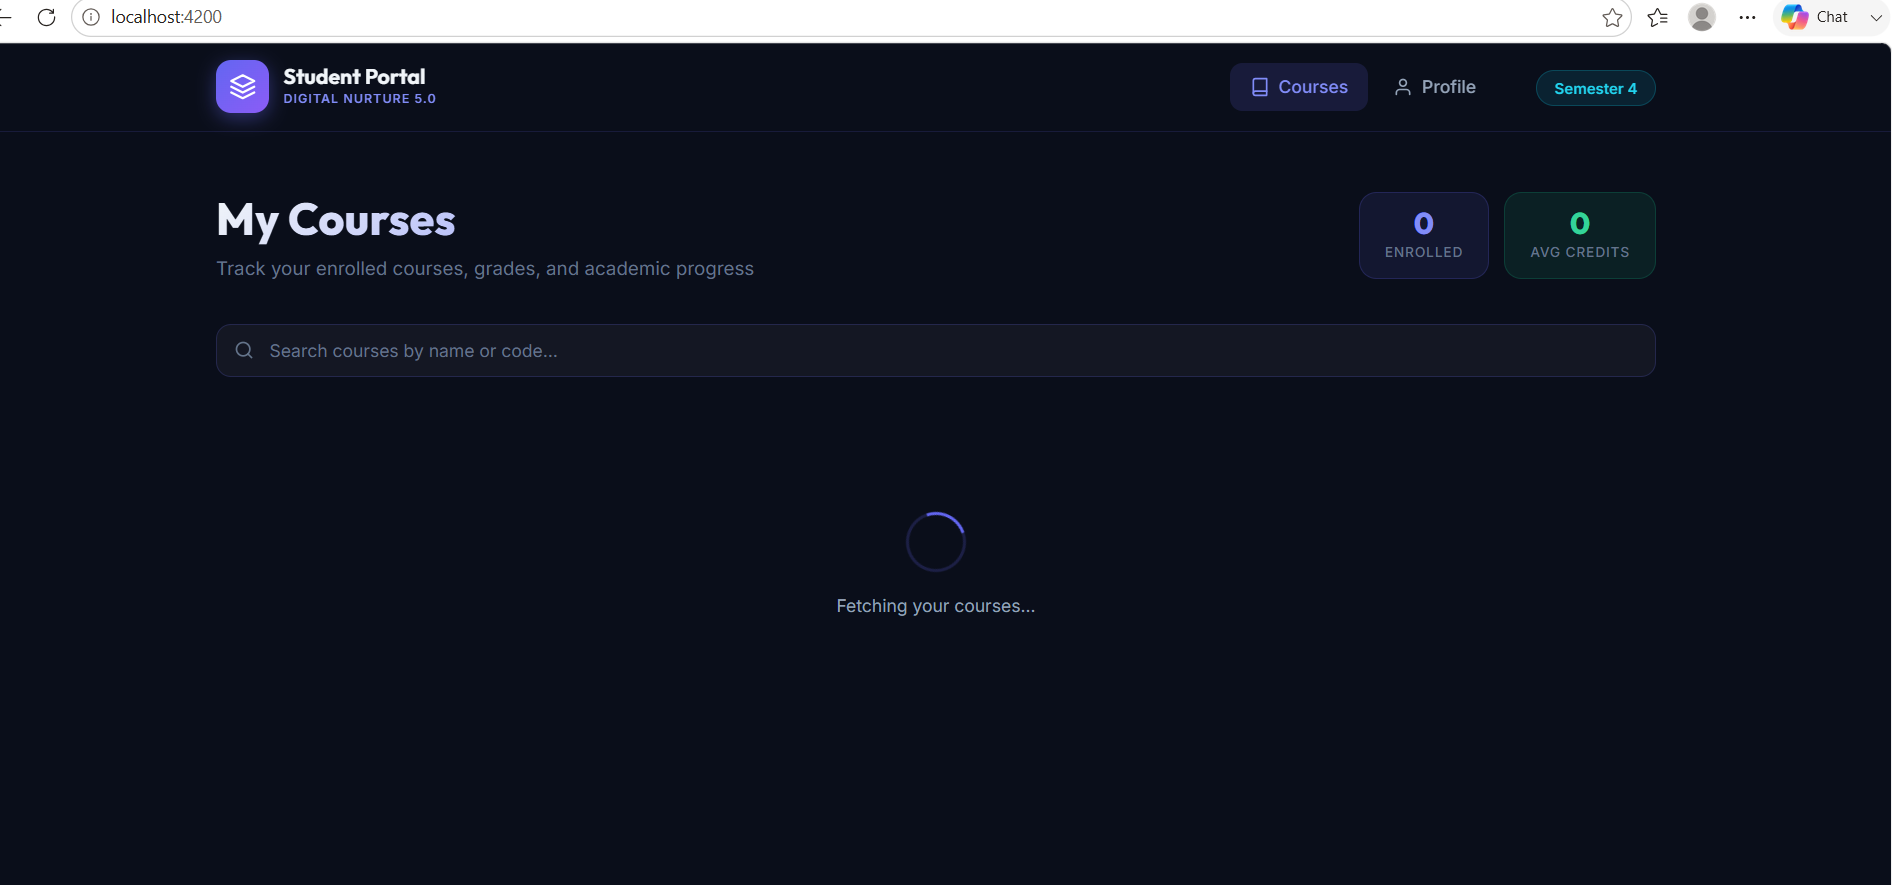 localhost:4200
Chat
Student Portal
DIGITAL NURTURE 5.0
Courses
Profile
Semester 4
My Courses
Track your enrolled courses, grades, and academic progress
0
ENROLLED
0
AVG CREDITS
Search courses by name or code...
Fetching your courses...